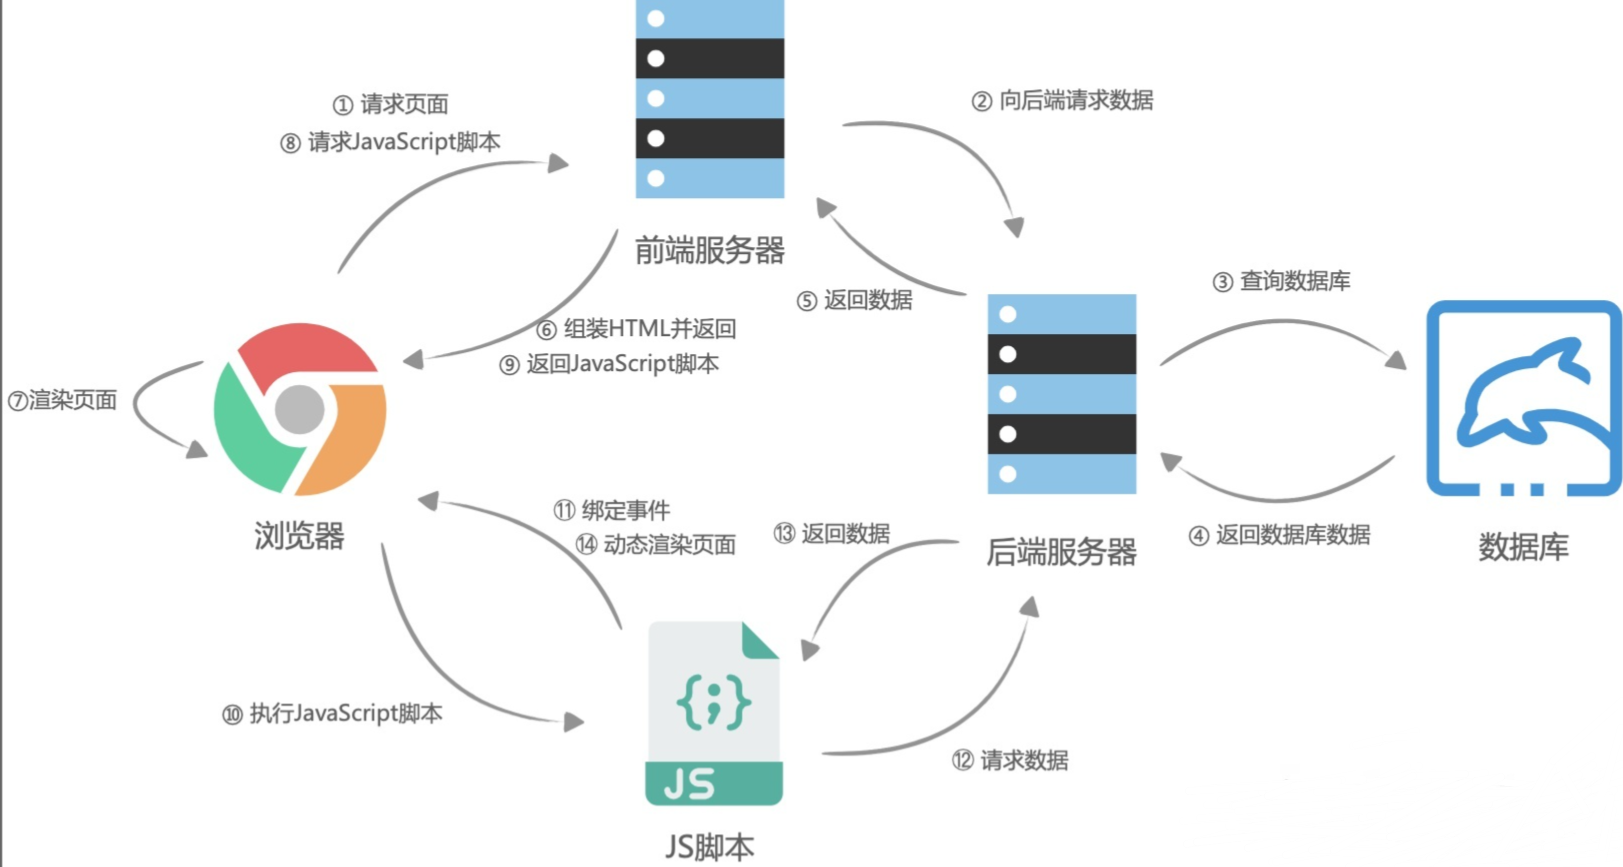 ① 请求页面
⑧ 请求JavaScript脚本
② 向后端请求数据
前端服务器
③ 查询数据库
⑤ 返回数据
⑥ 组装HTML并返回
⑨ 返回JavaScript脚本
⑦渲染页面
浏览器
⑪ 绑定事件
⑭ 动态渲染页面
⑬ 返回数据
后端服务器
④ 返回数据库数据
数据库
⑩ 执行JavaScript脚本
{;}
JS
⑫ 请求数据
JS脚本